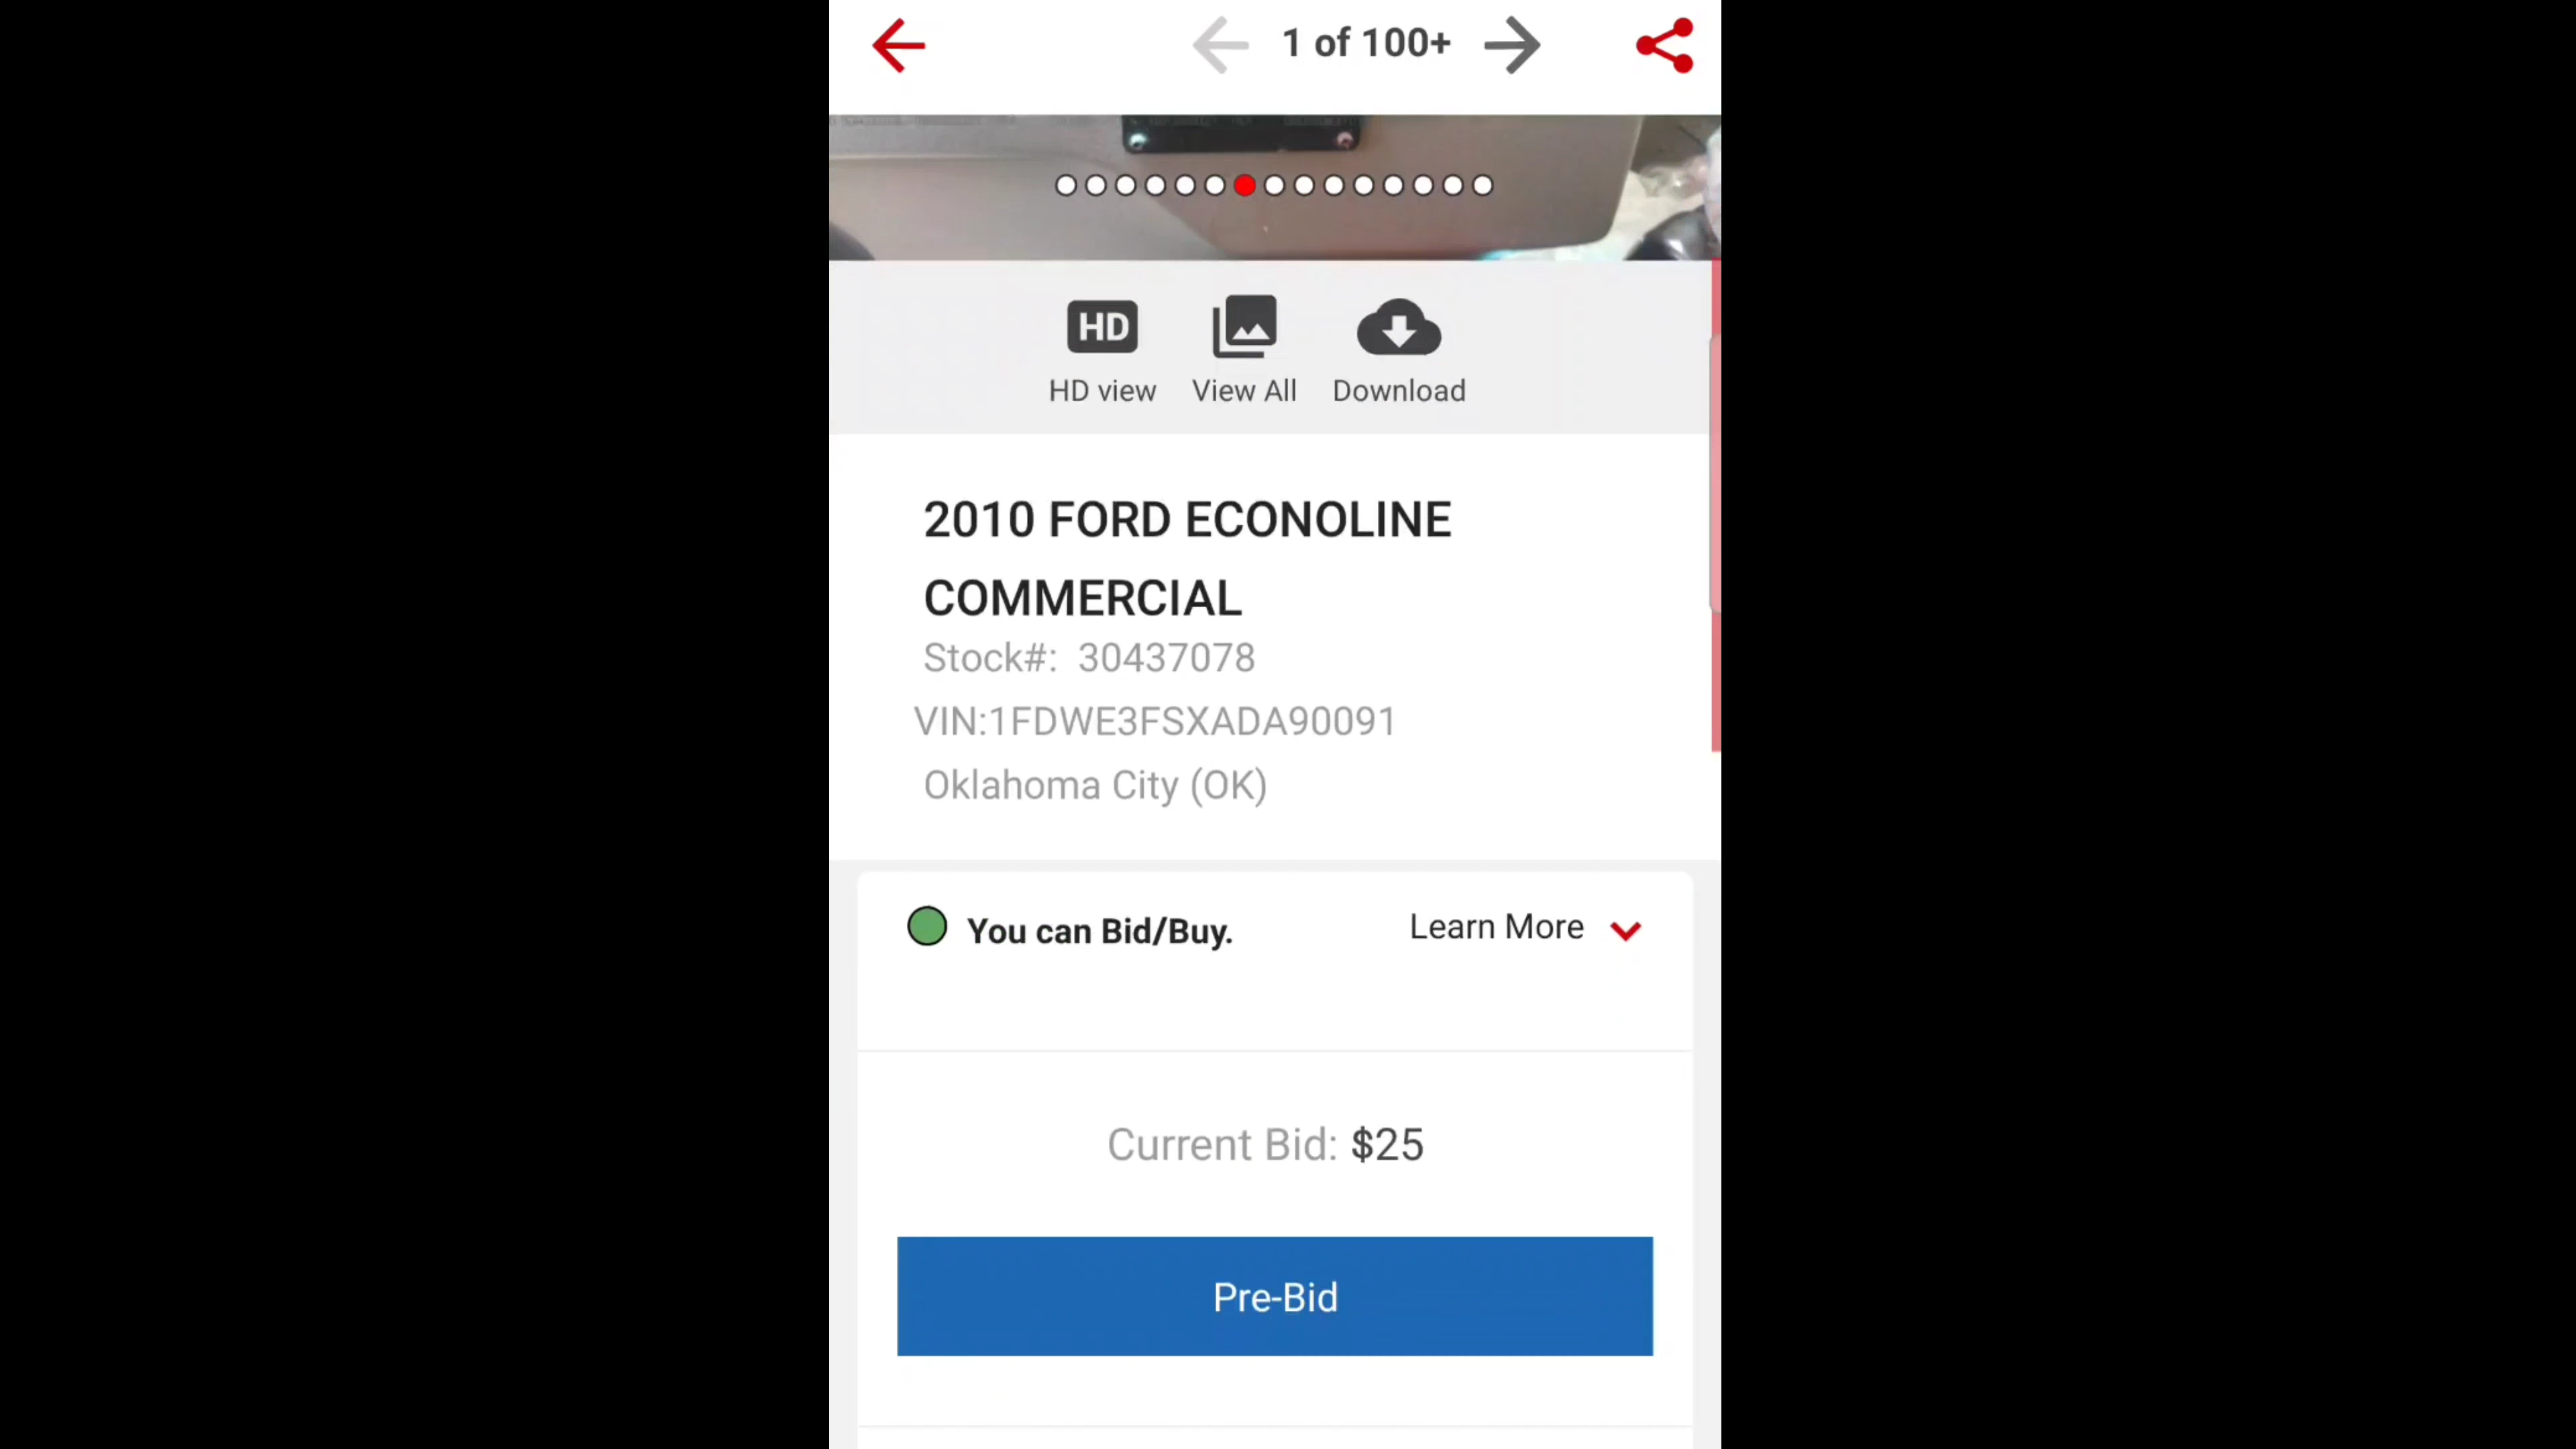 1 of 100+
HD
HD view View All Download
2010 FORD ECONOLINE
COMMERCIAL
Stock#: 30437078
VIN:1FDWE3FSXADA90091
Oklahoma City (OK)
You can Bid/Buy. Learn More
Current Bid: $25
Pre-Bid